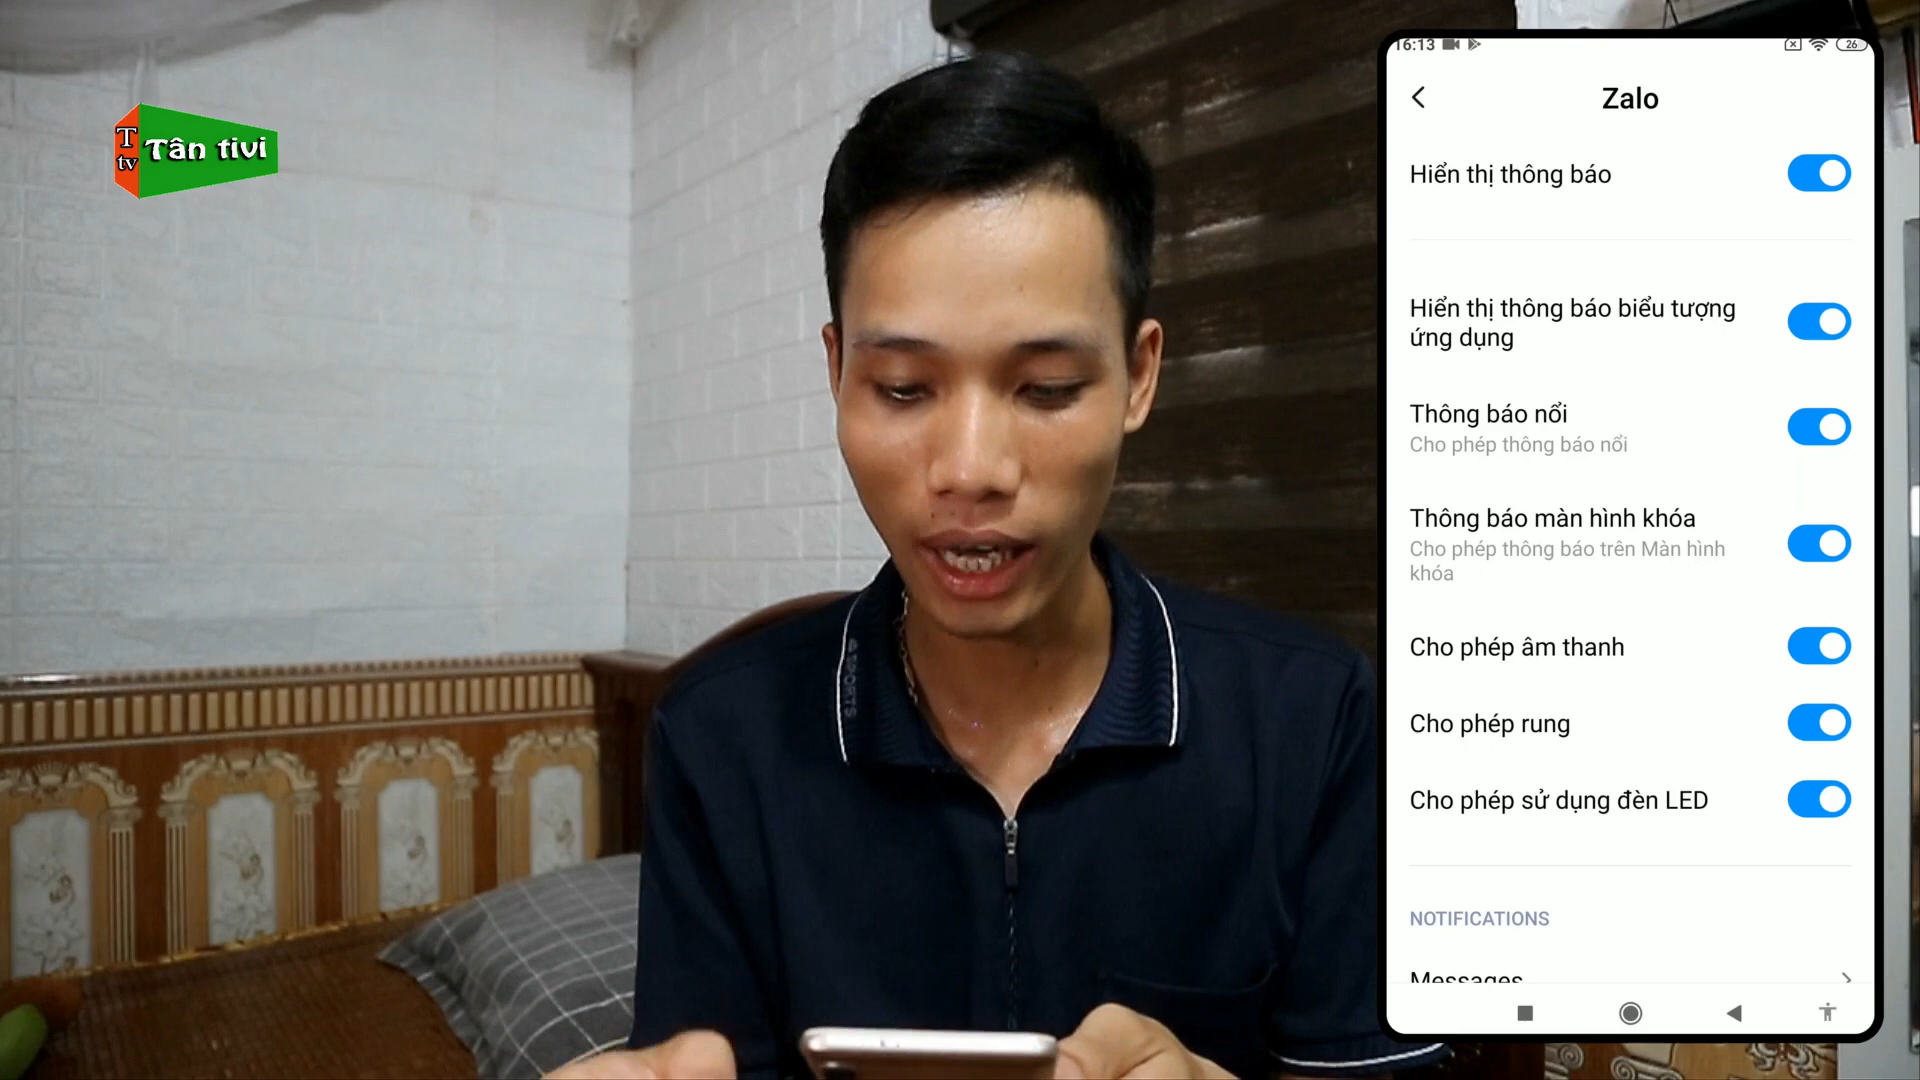 T
tv
Tân tivi
16:13
26
Zalo
Hiển thị thông báo
Hiển thị thông báo biểu tượng
ứng dụng
Thông báo nổi
Cho phép thông báo nổi
Thông báo màn hình khóa
Cho phép thông báo trên Màn hình
khóa
Cho phép âm thanh
Cho phép rung
Cho phép sử dụng đèn LED
NOTIFICATIONS
Messages
SPORTS